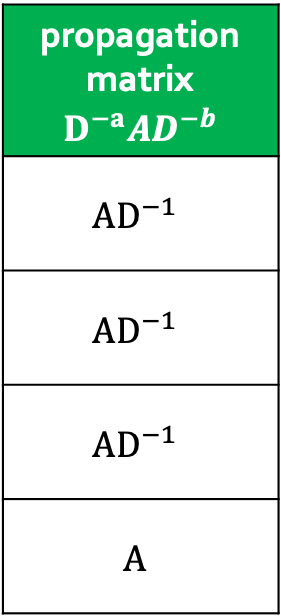 propagation
matrix
D⁻ᵃAD⁻ᵇ
AD⁻¹
AD⁻¹
AD⁻¹
A